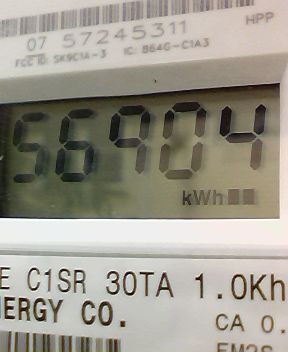 HPP
07 57245311
FCC ID: SK9C1A-3 IC: 864G-C1A3
56904
kWh
E C1SR 30TA 1.0Kh
NERGY CO.
CA 0.